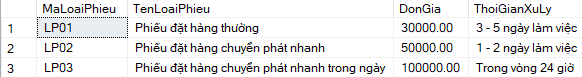 MaLoaiPhieu TenLoaiPhieu DonGia ThoiGianXuLy
1 LP01 Phiếu đặt hàng thường 30000.00 3 - 5 ngày làm việc
2 LP02 Phiếu đặt hàng chuyển phát nhanh 50000.00 1 - 2 ngày làm việc
3 LP03 Phiếu đặt hàng chuyển phát nhanh trong ngày 100000.00 Trong vòng 24 giờ